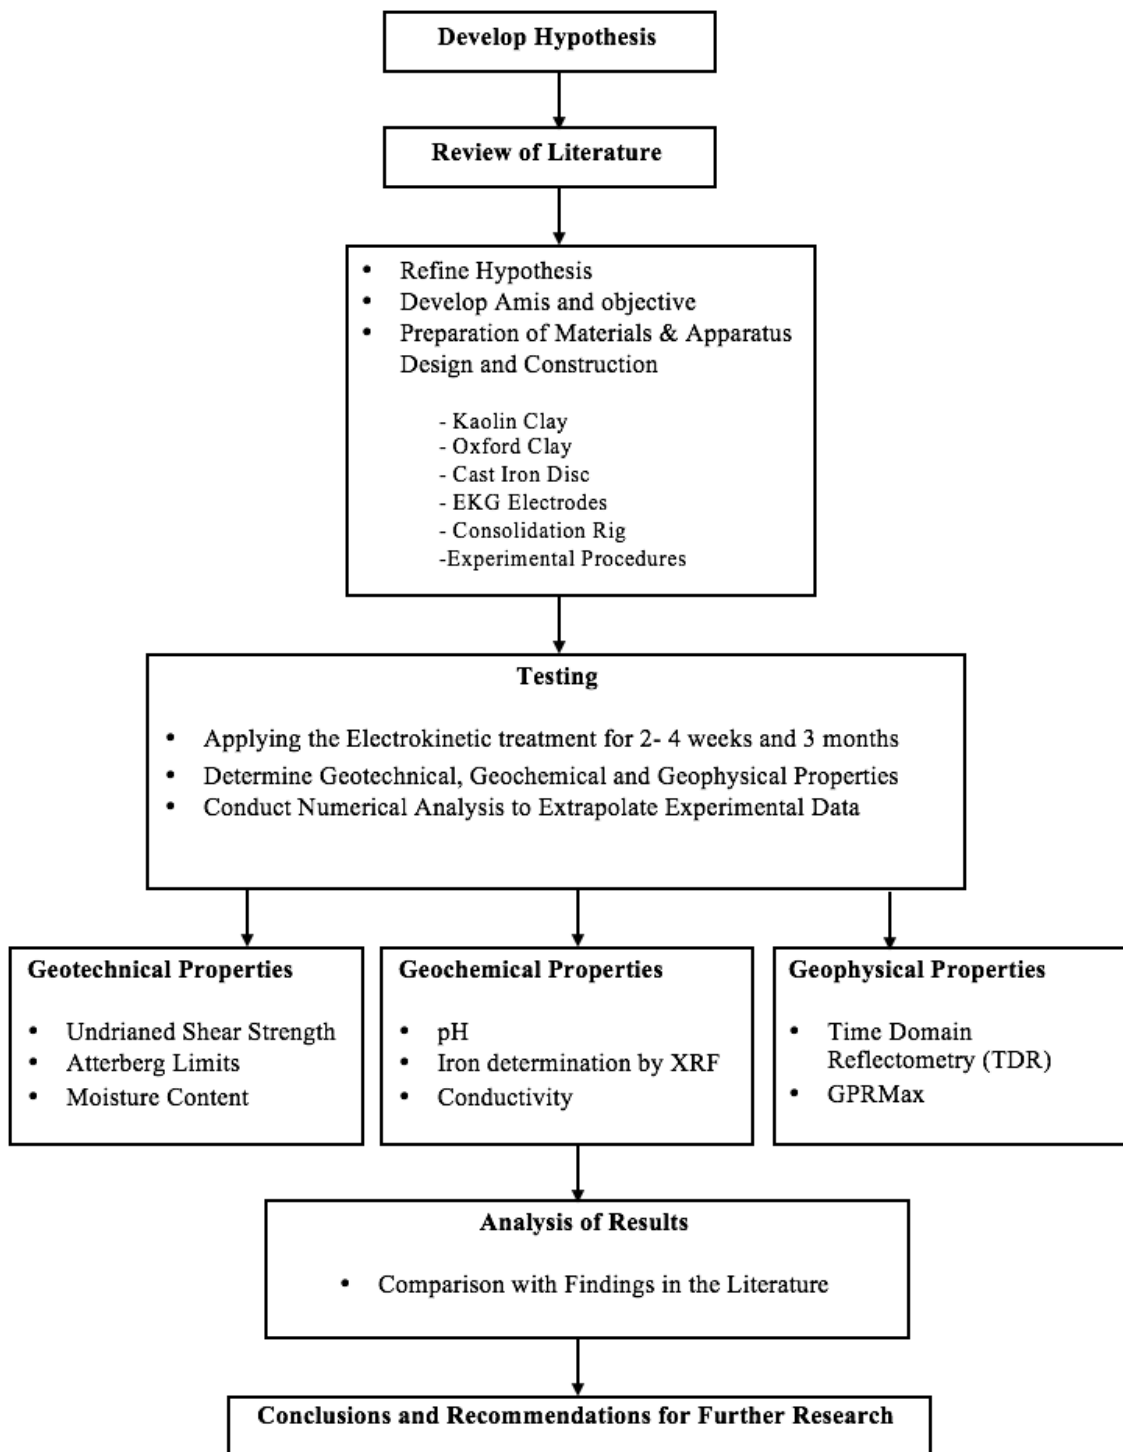 Develop Hypothesis
Review of Literature
• Refine Hypothesis
• Develop Amis and objective
• Preparation of Materials & Apparatus
Design and Construction
- Kaolin Clay
- Oxford Clay
- Cast Iron Disc
- EKG Electrodes
- Consolidation Rig
-Experimental Procedures
Testing
• Applying the Electrokinetic treatment for 2- 4 weeks and 3 months
• Determine Geotechnical, Geochemical and Geophysical Properties
• Conduct Numerical Analysis to Extrapolate Experimental Data
Geotechnical Properties
• Undrianed Shear Strength
• Atterberg Limits
• Moisture Content
Geochemical Properties
• pH
• Iron determination by XRF
• Conductivity
Geophysical Properties
• Time Domain
Reflectometry (TDR)
• GPRMax
Analysis of Results
• Comparison with Findings in the Literature
Conclusions and Recommendations for Further Research